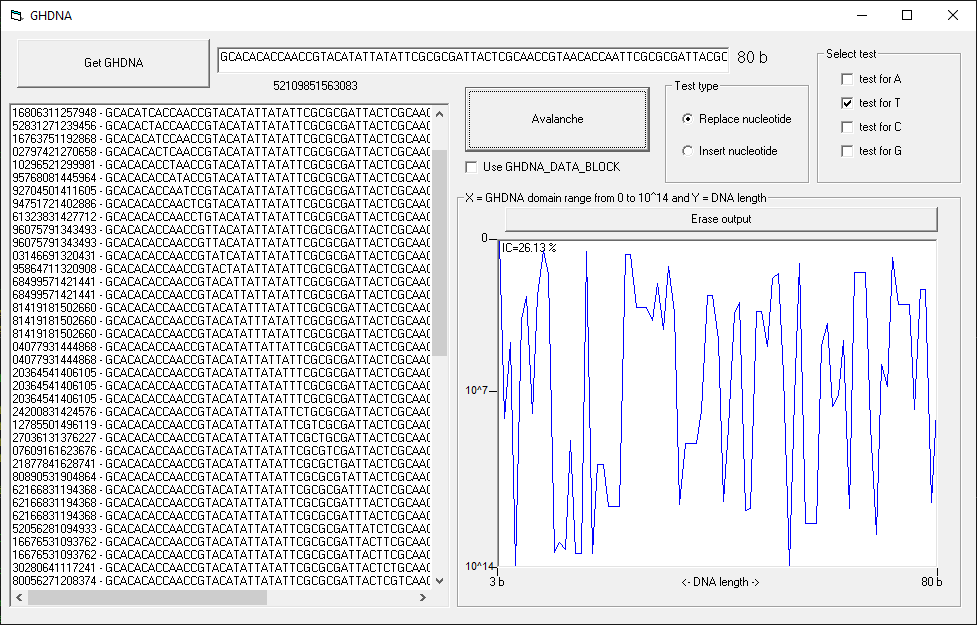 GHDNA
Get GHDNA
GCACACACCAACCGTACATATTATATTCGCGCGATTACTCGCAACCGTAACACCAATTCGCGCGATTACGC
80 b
52109851563083
16806311257948 - GCACATCACCAACCGTACATATTATATTCGCGCGATTACTCGCAAC
52831271239456 - GCACACTACCAACCGTACATATTATATTCGCGCGATTACTCGCAAC
16763751192868 - GCACACATCCAACCGTACATATTATATTCGCGCGATTACTCGCAAC
02797421270658 - GCACACACTCAACCGTACATATTATATTCGCGCGATTACTCGCAAC
10296521299981 - GCACACACCTAACCGTACATATTATATTCGCGCGATTACTCGCAAC
95768081445964 - GCACACACCATACCGTACATATTATATTCGCGCGATTACTCGCAAC
92704501411605 - GCACACACCAATCCGTACATATTATATTCGCGCGATTACTCGCAAC
94751721402886 - GCACACACCAACTCGTACATATTATATTCGCGCGATTACTCGCAAC
61323831427712 - GCACACACCAACCTGTACATATTATATTCGCGCGATTACTCGCAAC
96075791343493 - GCACACACCAACCGTTACATATTATATTCGCGCGATTACTCGCAAC
96075791343493 - GCACACACCAACCGTTACATATTATATTCGCGCGATTACTCGCAAC
03146691320431 - GCACACACCAACCGTATCATATTATATTCGCGCGATTACTCGCAAC
95864711320908 - GCACACACCAACCGTACTATATTATATTCGCGCGATTACTCGCAAC
68499571421441 - GCACACACCAACCGTACATTATTATATTCGCGCGATTACTCGCAAC
68499571421441 - GCACACACCAACCGTACATTATTATATTCGCGCGATTACTCGCAAC
81419181502660 - GCACACACCAACCGTACATATTTATATTCGCGCGATTACTCGCAAC
81419181502660 - GCACACACCAACCGTACATATTTATATTCGCGCGATTACTCGCAAC
81419181502660 - GCACACACCAACCGTACATATTTATATTCGCGCGATTACTCGCAAC
04077931444868 - GCACACACCAACCGTACATATTATTATTCGCGCGATTACTCGCAAC
04077931444868 - GCACACACCAACCGTACATATTATTATTCGCGCGATTACTCGCAAC
20364541406105 - GCACACACCAACCGTACATATTATATTTCGCGCGATTACTCGCAAC
20364541406105 - GCACACACCAACCGTACATATTATATTTCGCGCGATTACTCGCAAC
20364541406105 - GCACACACCAACCGTACATATTATATTTCGCGCGATTACTCGCAAC
24200831424576 - GCACACACCAACCGTACATATTATATTCTGCGCGATTACTCGCAAC
12785501496119 - GCACACACCAACCGTACATATTATATTCGTCGCGATTACTCGCAAC
27036131376227 - GCACACACCAACCGTACATATTATATTCGCTGCGATTACTCGCAAC
07609161623676 - GCACACACCAACCGTACATATTATATTCGCGTCGATTACTCGCAAC
21877841628741 - GCACACACCAACCGTACATATTATATTCGCGCTGATTACTCGCAAC
80890531904864 - GCACACACCAACCGTACATATTATATTCGCGCGTATTACTCGCAAC
62166831194368 - GCACACACCAACCGTACATATTATATTCGCGCGATTTACTCGCAAC
62166831194368 - GCACACACCAACCGTACATATTATATTCGCGCGATTTACTCGCAAC
62166831194368 - GCACACACCAACCGTACATATTATATTCGCGCGATTTACTCGCAAC
52056281094933 - GCACACACCAACCGTACATATTATATTCGCGCGATTATCTCGCAAC
16676531093762 - GCACACACCAACCGTACATATTATATTCGCGCGATTACTTCGCAAC
16676531093762 - GCACACACCAACCGTACATATTATATTCGCGCGATTACTTCGCAAC
30280641117241 - GCACACACCAACCGTACATATTATATTCGCGCGATTACTCTGCAAC
80056271208374 - GCACACACCAACCGTACATATTATATTCGCGCGATTACTCGTCAAC
Avalanche
Use GHDNA_DATA_BLOCK
Test type
Replace nucleotide
Insert nucleotide
Select test
test for A
test for T
test for C
test for G
X = GHDNA domain range from 0 to 10^14 and Y = DNA length
Erase output
0
IC=26.13 %
10^7
10^14
3 b
<- DNA length ->
80 b